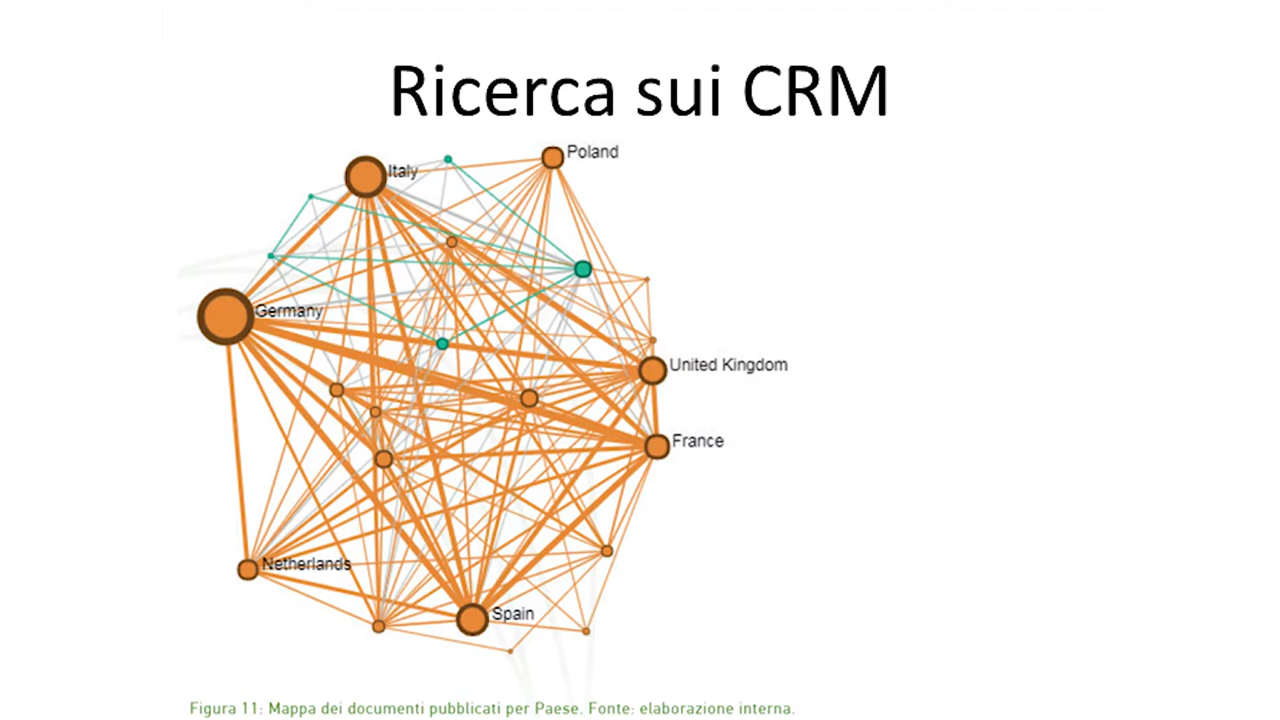 Ricerca sui CRM
Poland
Italy
Germany
United Kingdom
France
Netherlands
Spain
Figura 11: Mappa dei documenti pubblicati per Paese. Fonte: elaborazione interna.